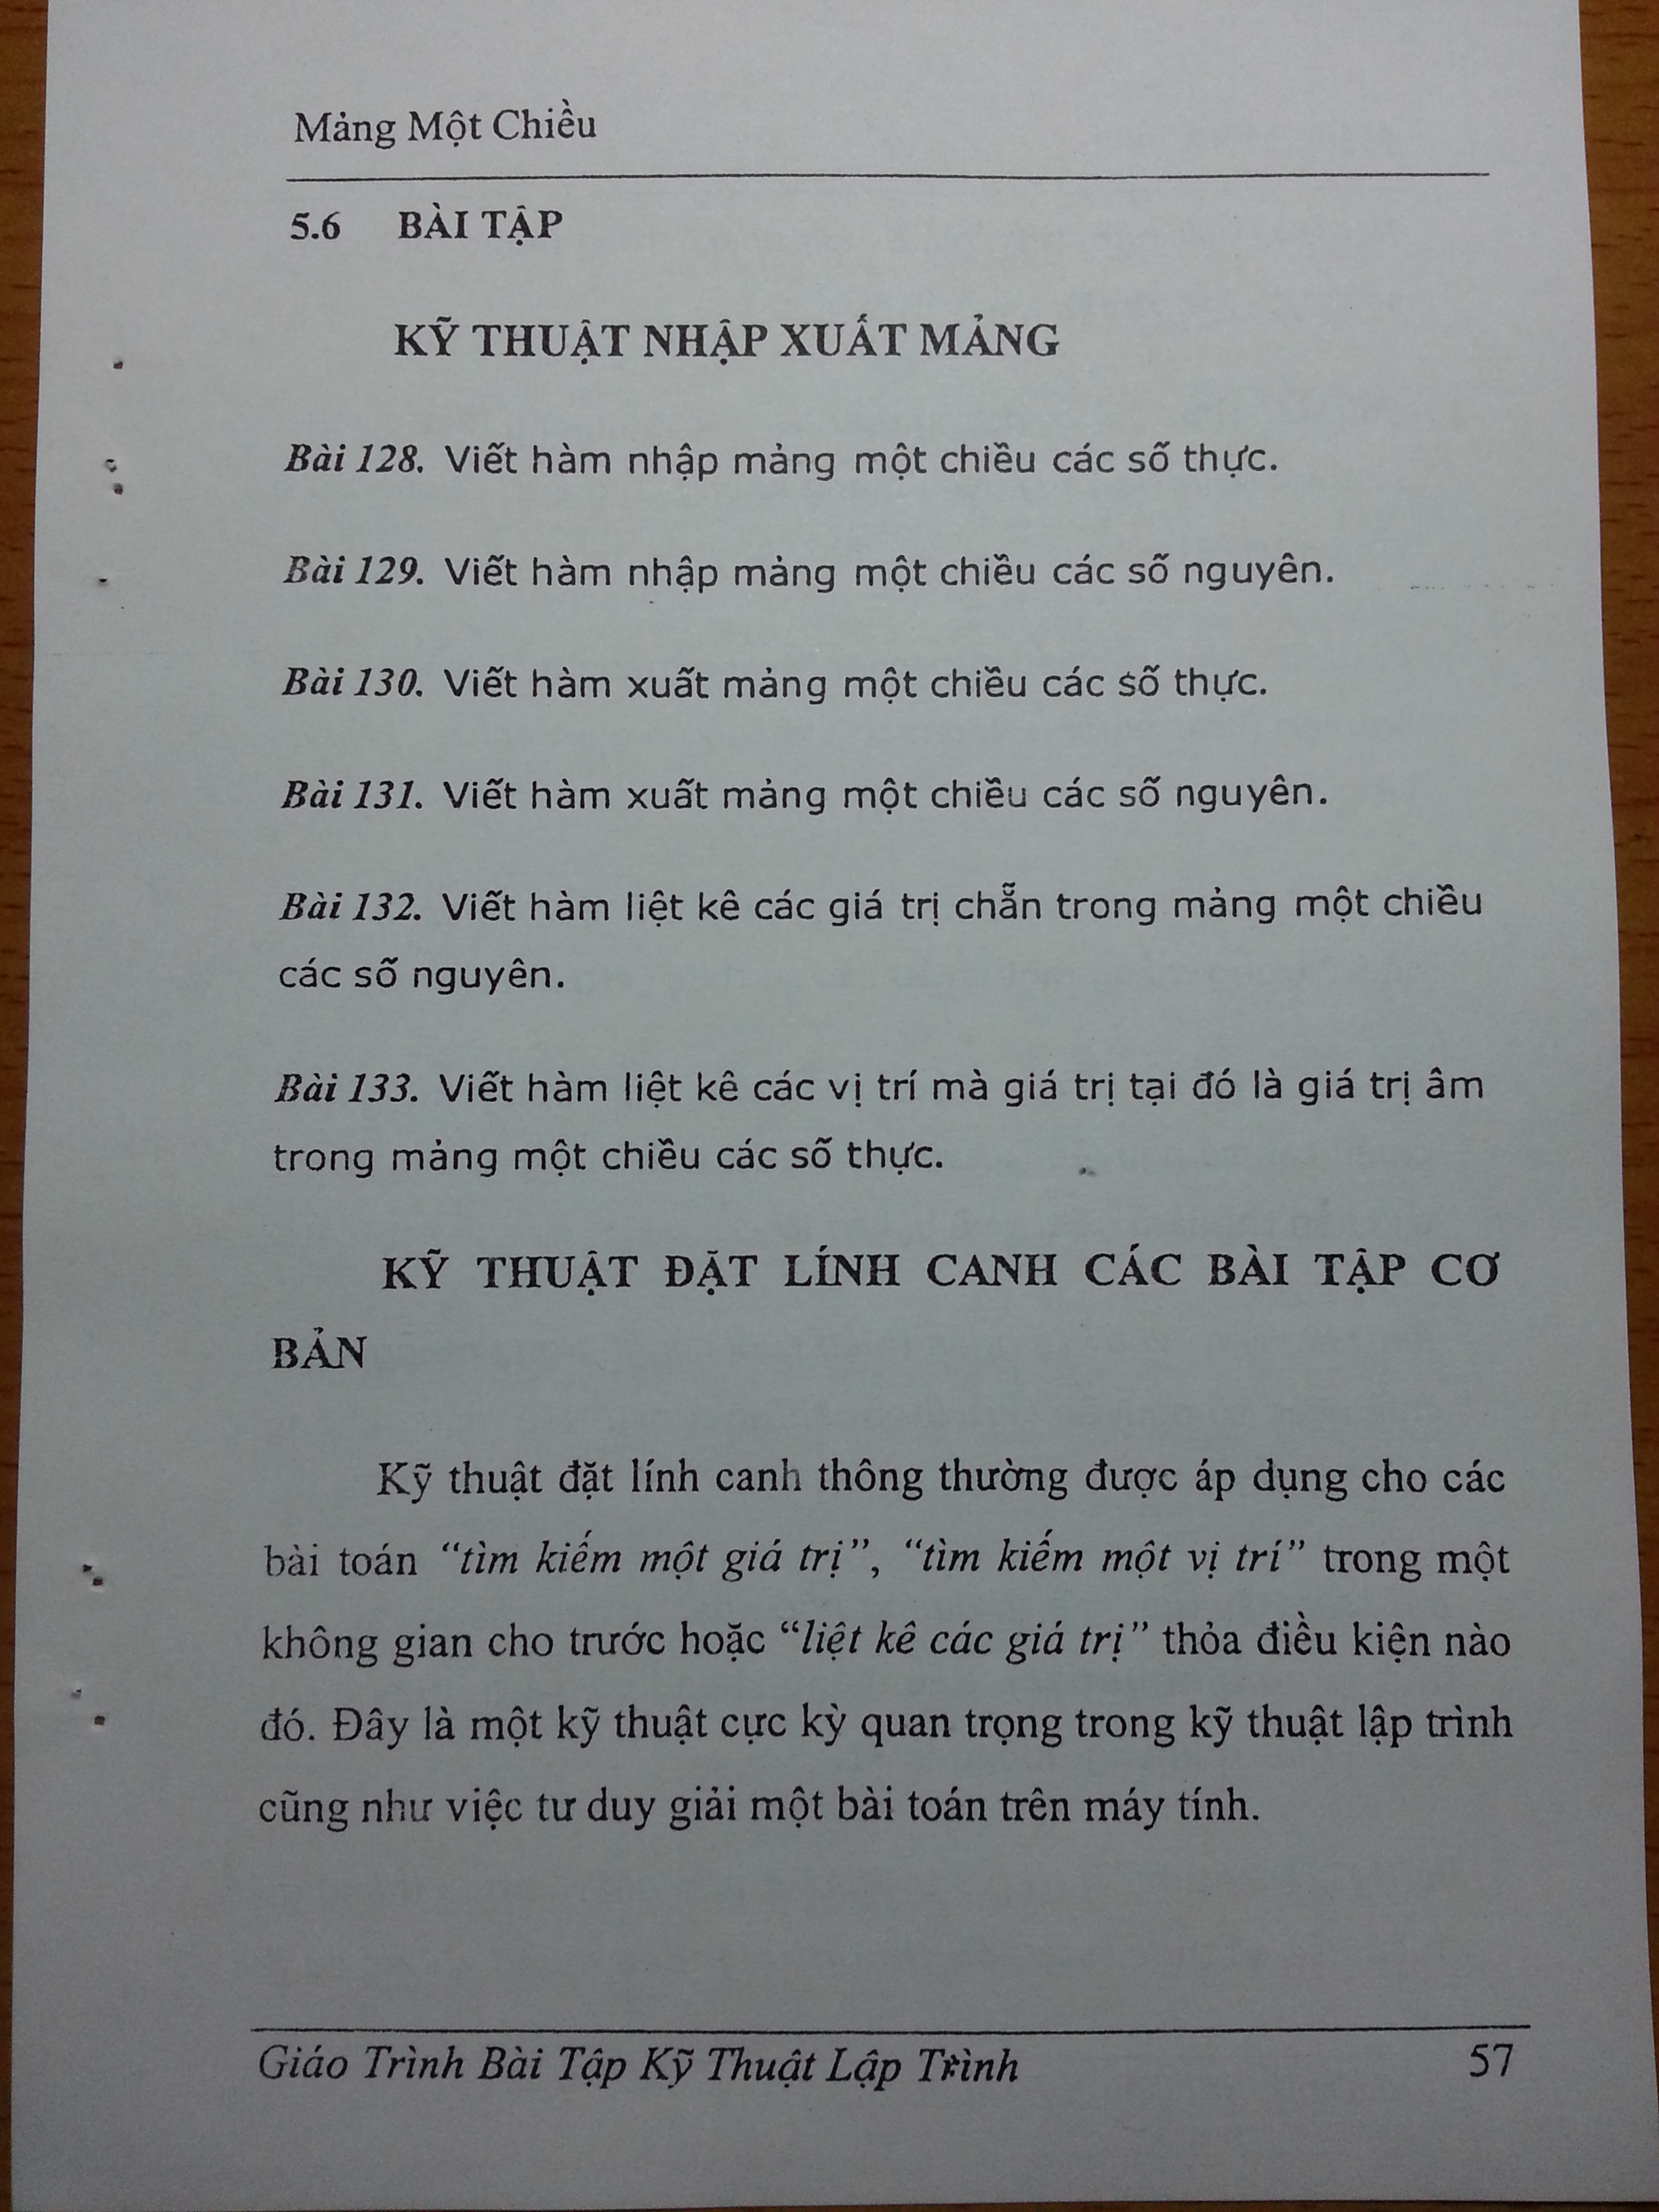 Mảng Một Chiều
5.6 BÀI TẬP
KỸ THUẬT NHẬP XUẤT MẢNG
Bài 128. Viết hàm nhập mảng một chiều các số thực.
Bài 129. Viết hàm nhập mảng một chiều các số nguyên.
Bài 130. Viết hàm xuất mảng một chiều các số thực.
Bài 131. Viết hàm xuất mảng một chiều các số nguyên.
Bài 132. Viết hàm liệt kê các giá trị chẵn trong mảng một chiều
các số nguyên.
Bài 133. Viết hàm liệt kê các vị trí mà giá trị tại đó là giá trị âm
trong mảng một chiều các số thực.
KỸ THUẬT ĐẶT LÍNH CANH CÁC BÀI TẬP CƠ
BẢN
Kỹ thuật đặt lính canh thông thường được áp dụng cho các
bài toán “tìm kiếm một giá trị”, “tìm kiếm một vị trí” trong một
không gian cho trước hoặc “liệt kê các giá trị” thỏa điều kiện nào
đó. Đây là một kỹ thuật cực kỳ quan trọng trong kỹ thuật lập trình
cũng như việc tư duy giải một bài toán trên máy tính.
Giáo Trình Bài Tập Kỹ Thuật Lập Trình 57